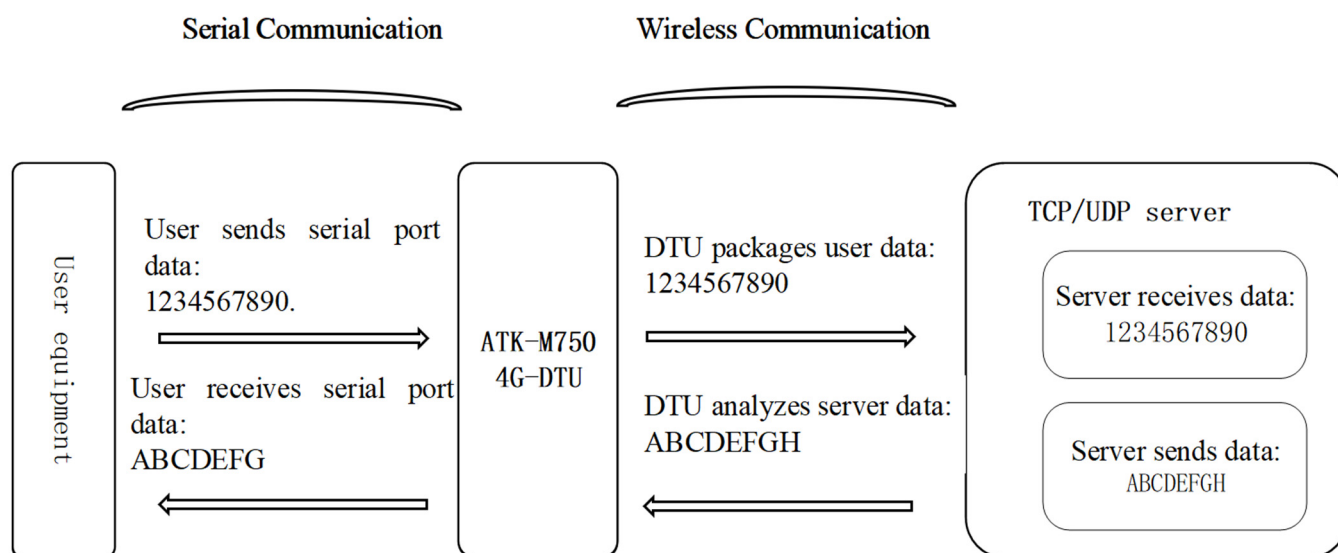 Serial Communication
Wireless Communication
User equipment
User sends serial port
data:
1234567890.
User receives serial port
data:
ABCDEFG
ATK-M750
4G-DTU
DTU packages user data:
1234567890
DTU analyzes server data:
ABCDEFGH
TCP/UDP server
Server receives data:
1234567890
Server sends data:
ABCDEFGH